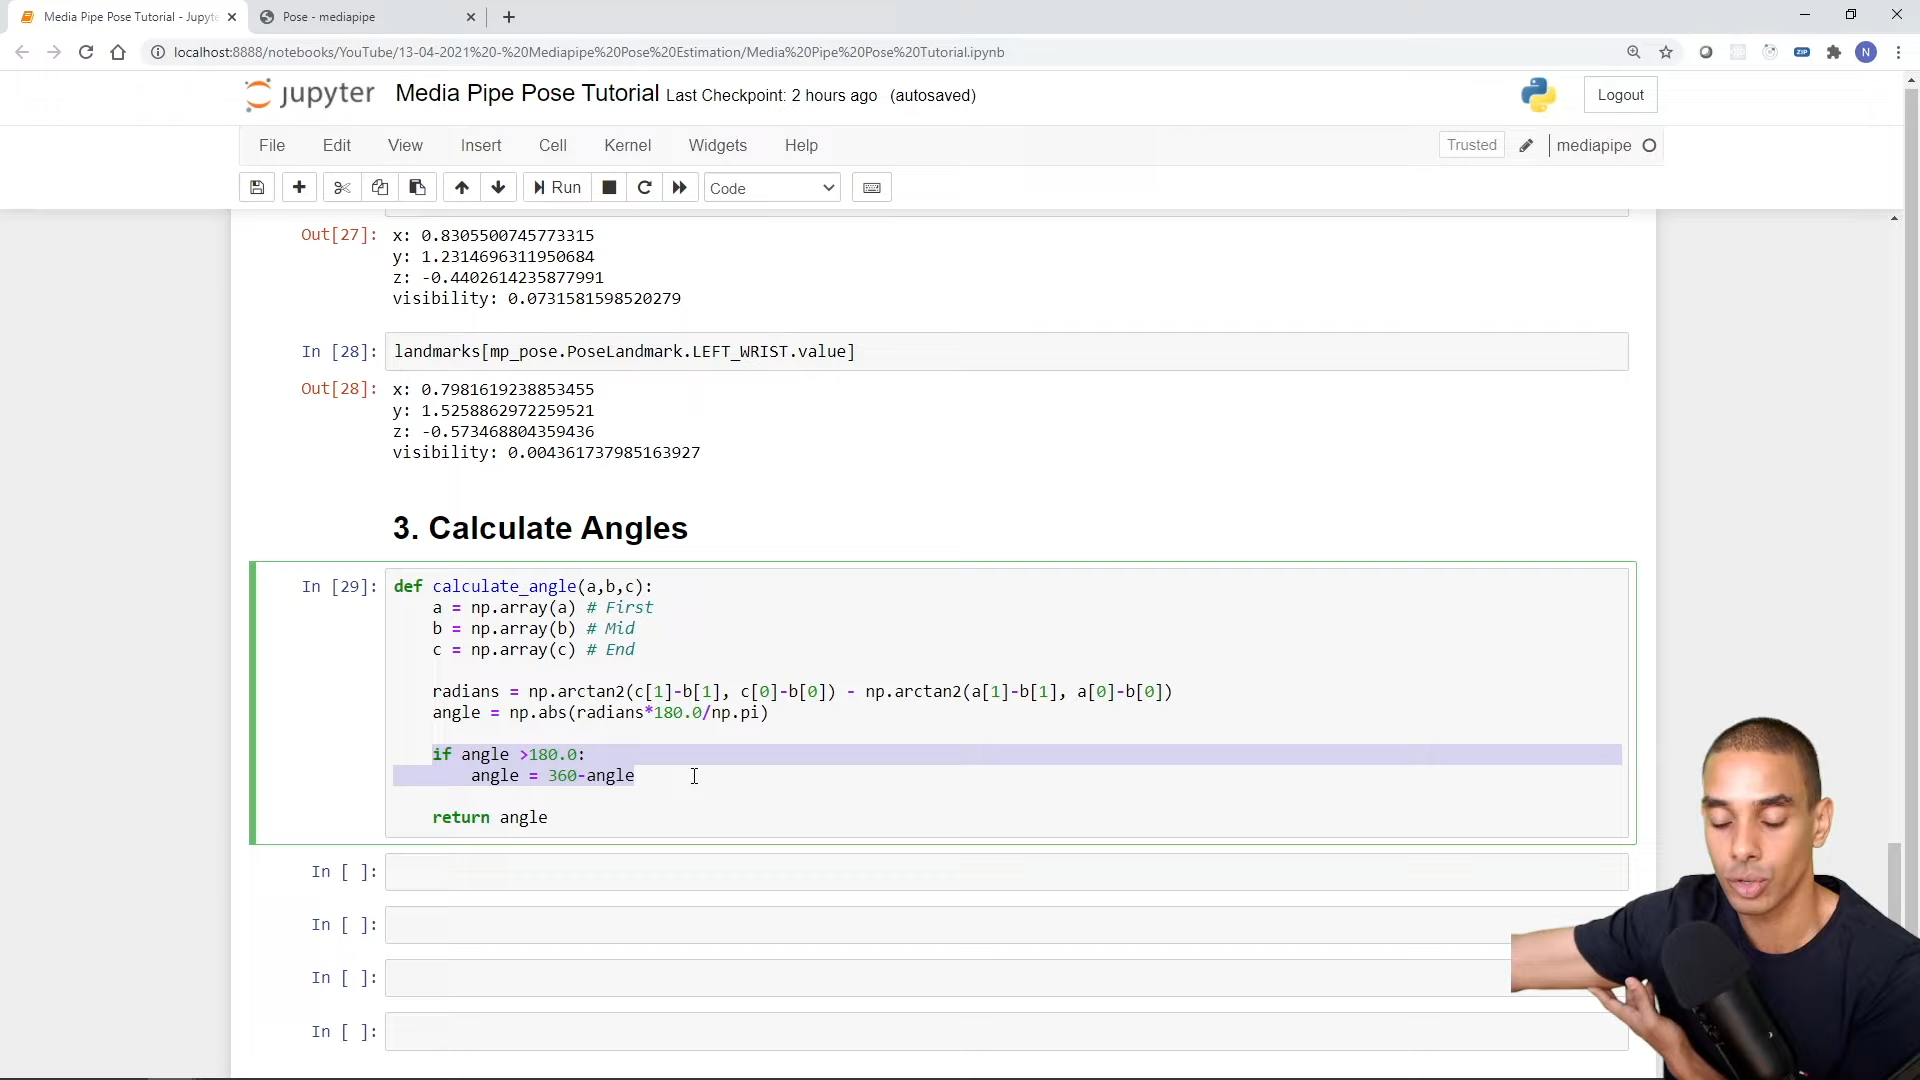 Media Pipe Pose Tutorial - Jupyte
Pose - mediapipe
localhost:8888/notebooks/YouTube/13-04-2021%20-%20Mediapipe%20Pose%20Estimation/Media%20Pipe%20Pose%20Tutorial.ipynb
ZIP
N
jupyter Media Pipe Pose Tutorial Last Checkpoint: 2 hours ago (autosaved)
Logout
File Edit View Insert Cell Kernel Widgets Help
Trusted
mediapipe
Run
Code
Out[27]: x: 0.8305500745773315
y: 1.2314696311950684
z: -0.4402614235877991
visibility: 0.0731581598520279
In [28]: landmarks[mp_pose.PoseLandmark.LEFT_WRIST.value]
Out[28]: x: 0.7981619238853455
y: 1.5258862972259521
z: -0.573468804359436
visibility: 0.004361737985163927
3. Calculate Angles
In [29]: def calculate_angle(a,b,c):
a = np.array(a) # First
b = np.array(b) # Mid
c = np.array(c) # End
radians = np.arctan2(c[1]-b[1], c[0]-b[0]) - np.arctan2(a[1]-b[1], a[0]-b[0])
angle = np.abs(radians*180.0/np.pi)
if angle >180.0:
angle = 360-angle
return angle
In [ ]:
In [ ]:
In [ ]:
In [ ]: